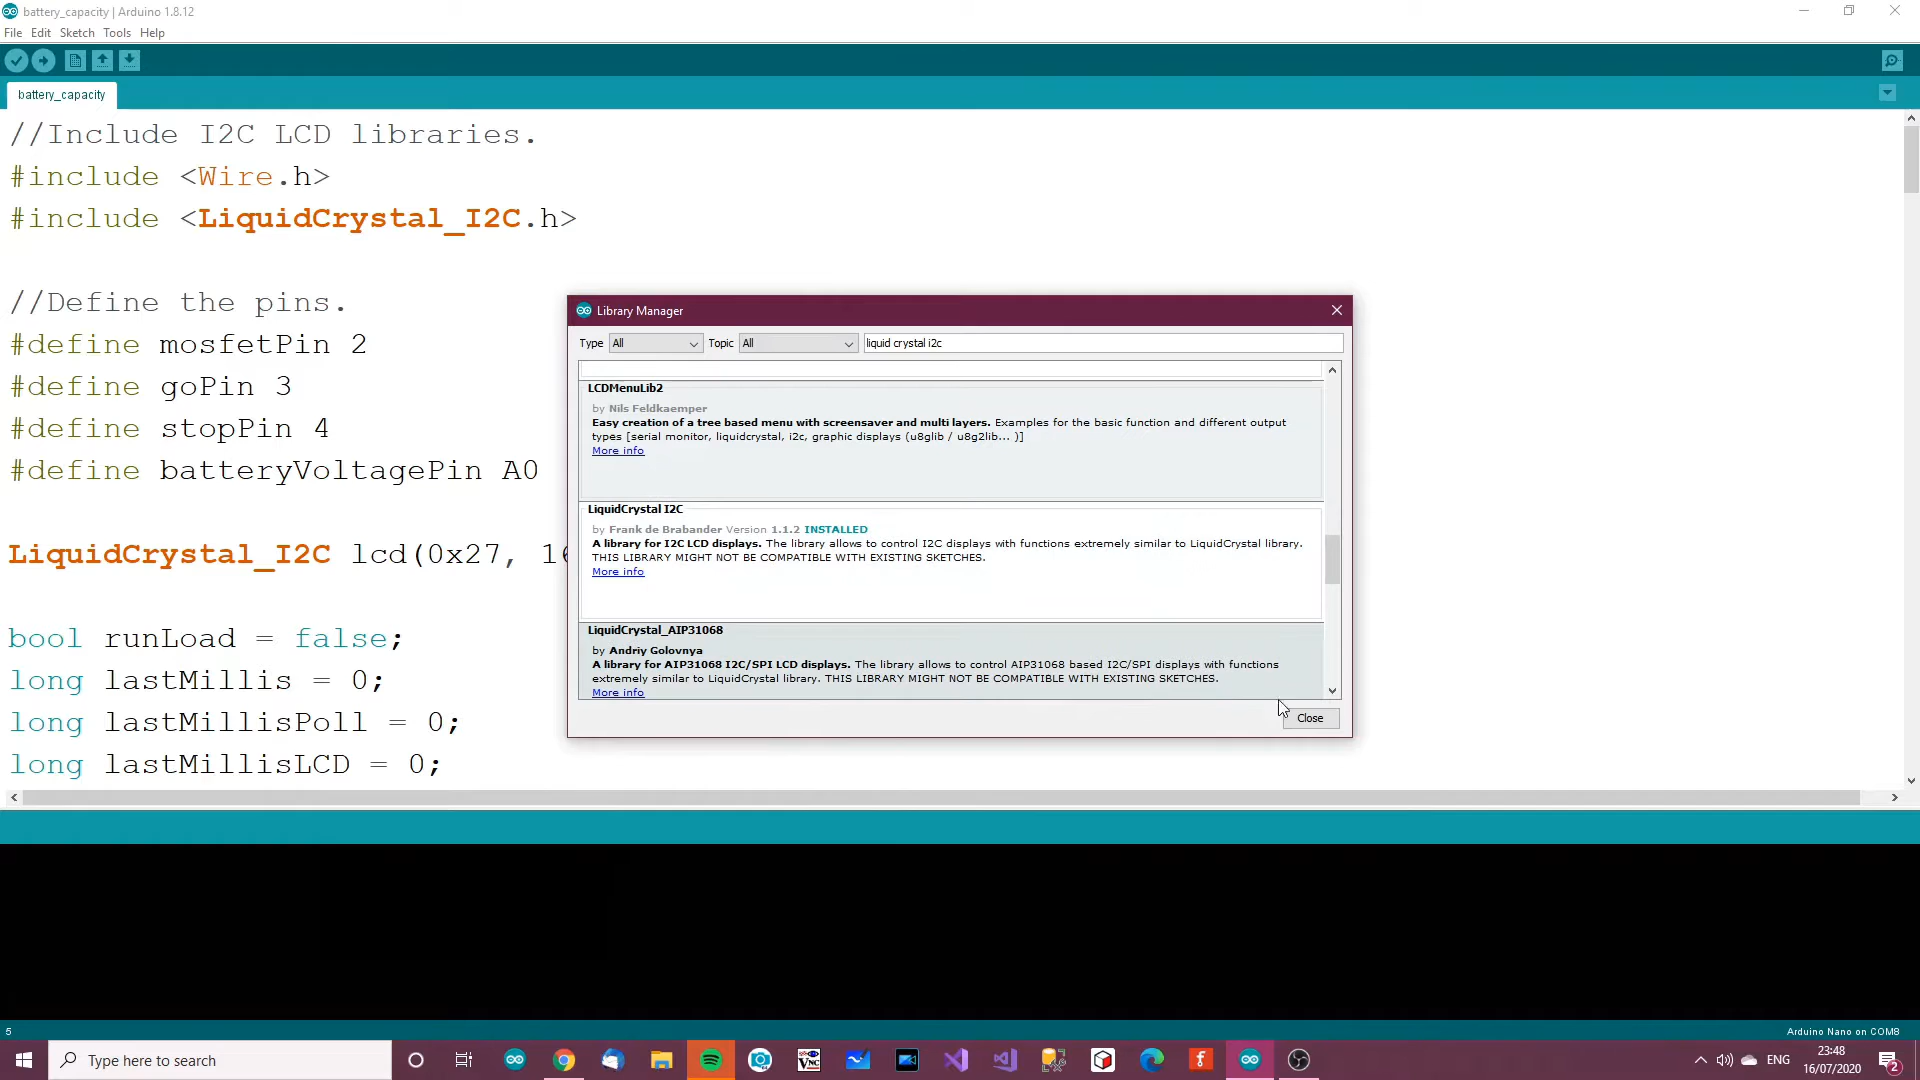 battery_capacity | Arduino 1.8.12
File Edit Sketch Tools Help
battery_capacity
//Include I2C LCD libraries.
#include <Wire.h>
#include <LiquidCrystal_I2C.h>
//Define the pins.
#define mosfetPin 2
#define goPin 3
#define stopPin 4
#define batteryVoltagePin A0
LiquidCrystal_I2C lcd(0x27, 16
bool runLoad = false;
long lastMillis = 0;
long lastMillisPoll = 0;
long lastMillisLCD = 0;
Library Manager
Type All Topic All liquid crystal i2c
LCDMenuLib2
by Nils Feldkaemper
Easy creation of a tree based menu with screensaver and multi layers. Examples for the basic function and different output
types [serial monitor, liquidcrystal, i2c, graphic displays (u8glib / u8g2lib... )]
More info
LiquidCrystal I2C
by Frank de Brabander Version 1.1.2 INSTALLED
A library for I2C LCD displays. The library allows to control I2C displays with functions extremely similar to LiquidCrystal library.
THIS LIBRARY MIGHT NOT BE COMPATIBLE WITH EXISTING SKETCHES.
More info
LiquidCrystal_AIP31068
by Andriy Golovnya
A library for AIP31068 I2C/SPI LCD displays. The library allows to control AIP31068 based I2C/SPI displays with functions
extremely similar to LiquidCrystal library. THIS LIBRARY MIGHT NOT BE COMPATIBLE WITH EXISTING SKETCHES.
More info
Close
5
Arduino Nano on COM8
Type here to search
ENG
23:48
16/07/2020
2